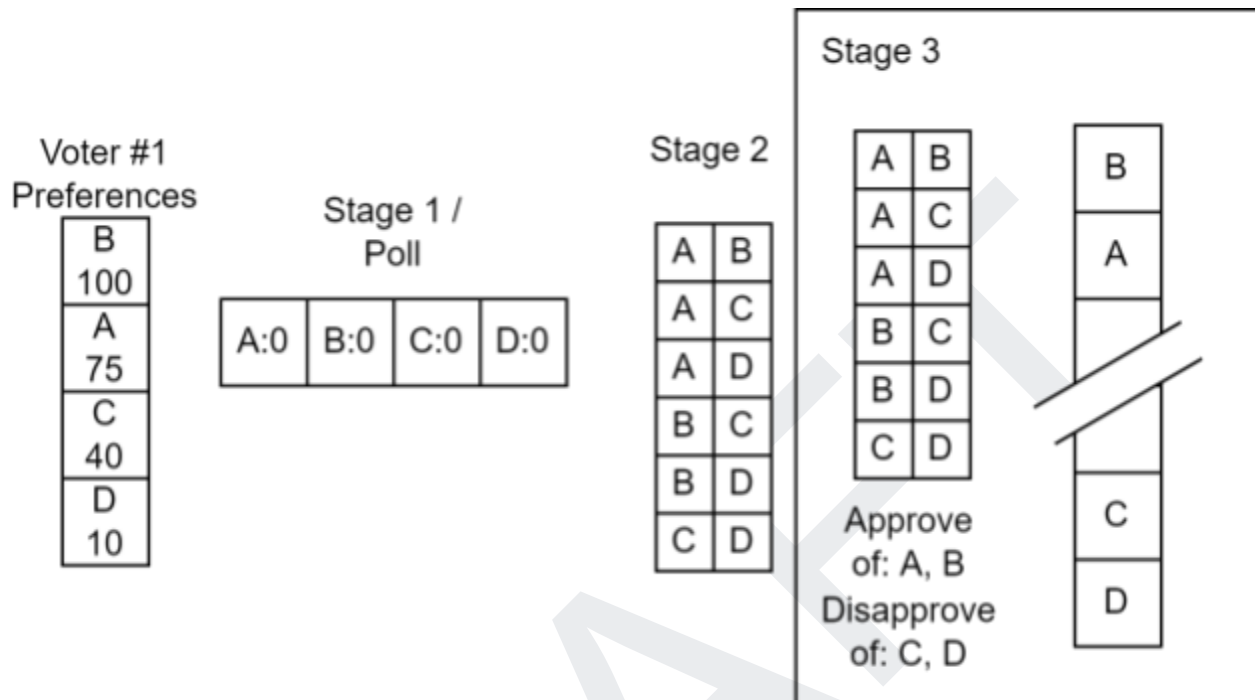 Voter #1
Preferences
B
100
A
75
C
40
D
10
Stage 1 /
Poll
A:0 B:0 C:0 D:0
Stage 2
A B
A C
A D
B C
B D
C D
Stage 3
A B
A C
A D
B C
B D
C D
Approve
of: A, B
Disapprove
of: C, D
B
A
C
D